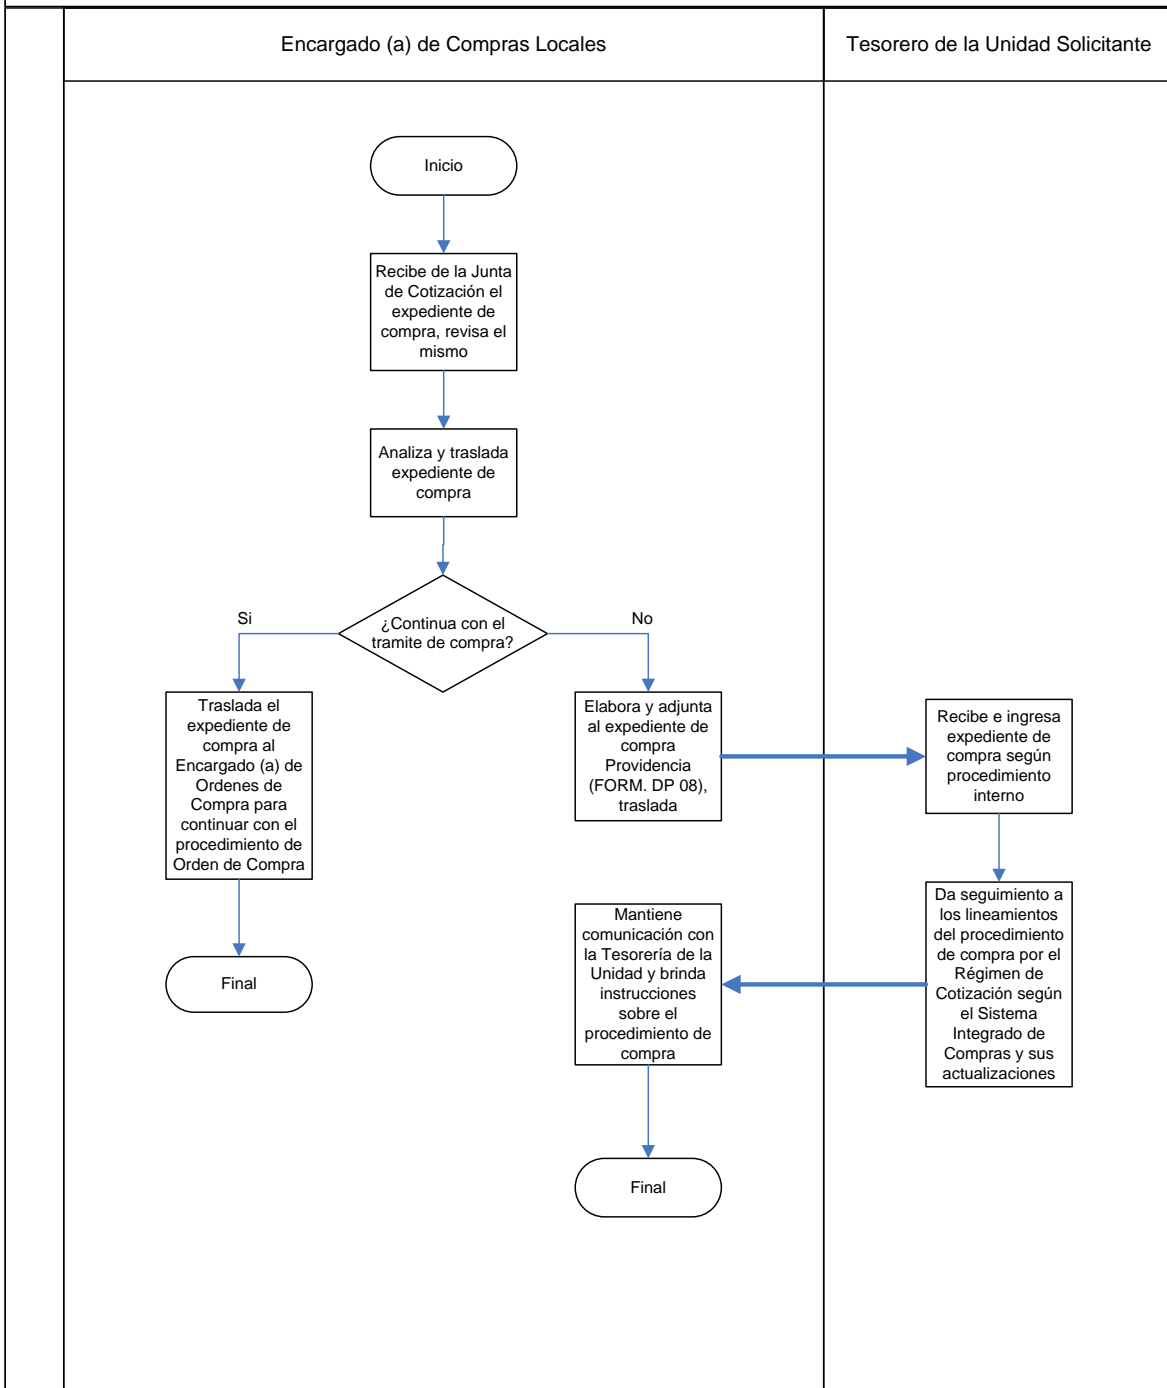 Encargado (a) de Compras Locales
Tesorero de la Unidad Solicitante
Inicio
Recibe de la Junta
de Cotización el
expediente de
compra, revisa el
mismo
Analiza y traslada
expediente de
compra
¿Continua con el
tramite de compra?
Si
No
Traslada el
expediente de
compra al
Encargado (a) de
Ordenes de
Compra para
continuar con el
procedimiento de
Orden de Compra
Final
Elabora y adjunta
al expediente de
compra
Providencia
(FORM. DP 08),
traslada
Recibe e ingresa
expediente de
compra según
procedimiento
interno
Da seguimiento a
los lineamientos
del procedimiento
de compra por el
Régimen de
Cotización según
el Sistema
Integrado de
Compras y sus
actualizaciones
Mantiene
comunicación con
la Tesorería de la
Unidad y brinda
instrucciones
sobre el
procedimiento de
compra
Final